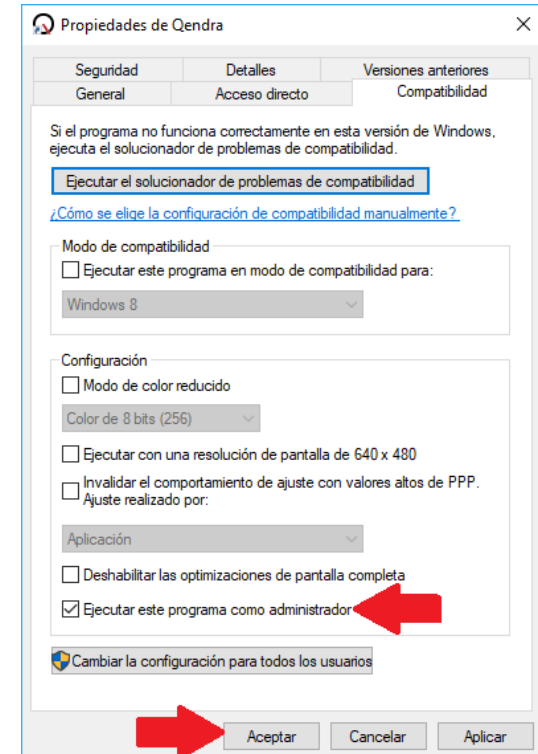 Propiedades de Qendra
Seguridad Detalles Versiones anteriores
General Acceso directo Compatibilidad
Si el programa no funciona correctamente en esta versión de Windows,
ejecuta el solucionador de problemas de compatibilidad.
Ejecutar el solucionador de problemas de compatibilidad
¿Cómo se elige la configuración de compatibilidad manualmente?
Modo de compatibilidad
Ejecutar este programa en modo de compatibilidad para:
Windows 8
Configuración
Modo de color reducido
Color de 8 bits (256)
Ejecutar con una resolución de pantalla de 640 x 480
Invalidar el comportamiento de ajuste con valores altos de PPP.
Ajuste realizado por:
Aplicación
Deshabilitar las optimizaciones de pantalla completa
Ejecutar este programa como administrador
Cambiar la configuración para todos los usuarios
Aceptar Cancelar Aplicar